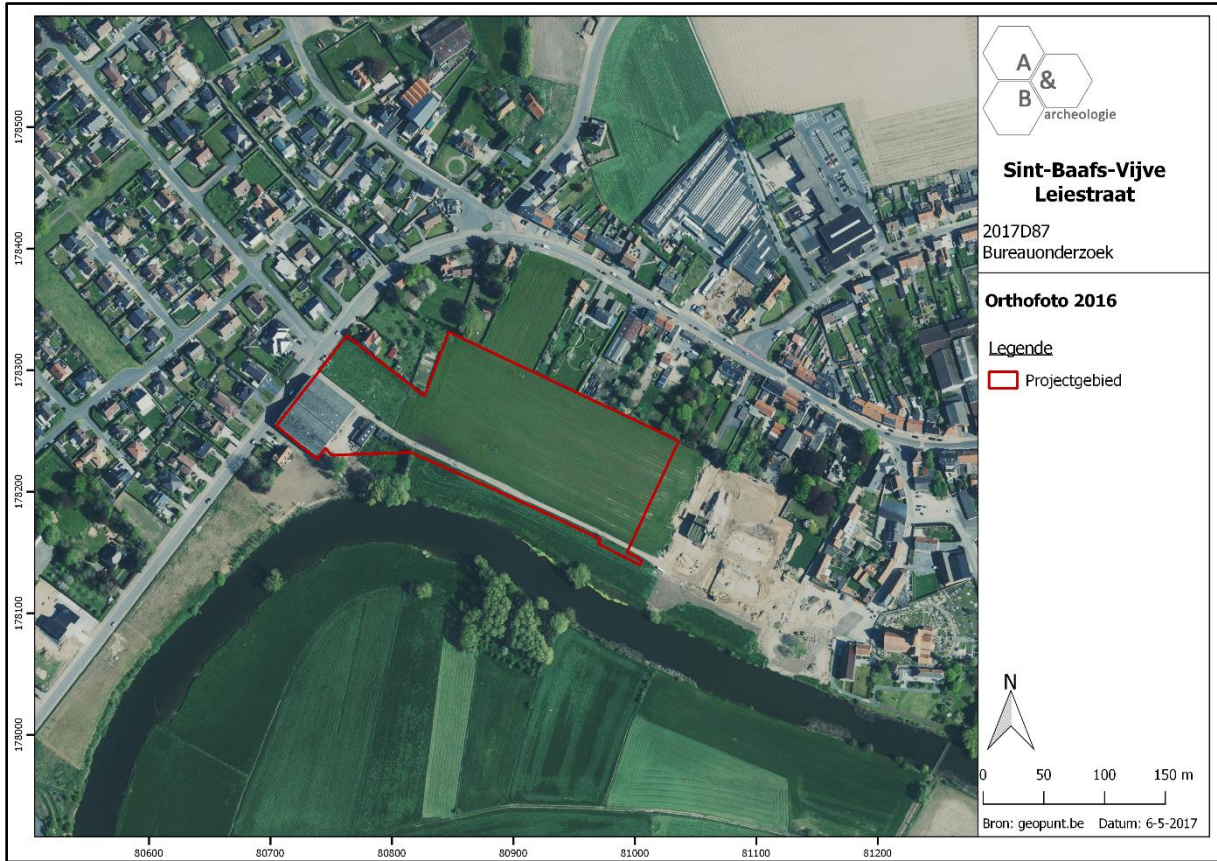 A
&
B
archeologie
Sint-Baafs-Vijve
Leiestraat
2017D87
Bureauonderzoek
Orthofoto 2016
Legende
Projectgebied
N
0 50 100 150 m
Bron: geopunt.be Datum: 6-5-2017
178500
178400
178300
178200
178100
178000
80600 80700 80800 80900 81000 81100 81200